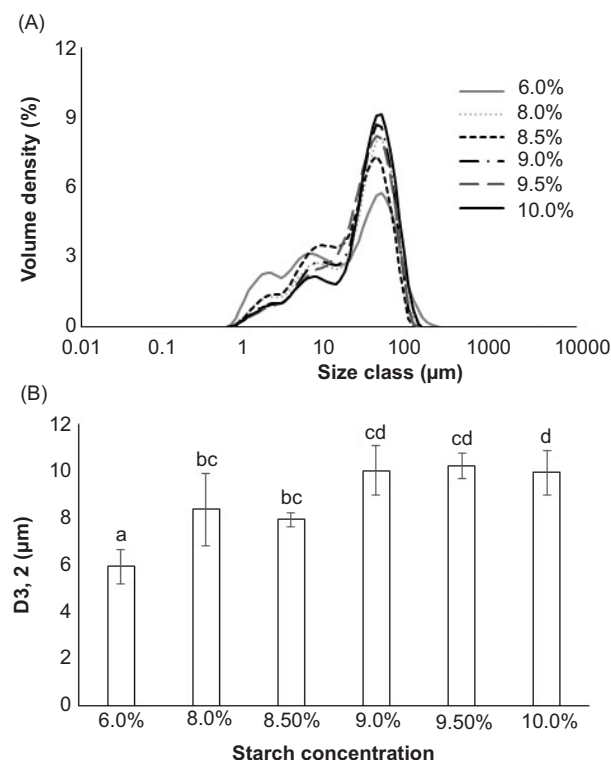 (A)
12
9
6
3
0
Volume density (%)
6.0%
8.0%
8.5%
9.0%
9.5%
10.0%
0.01 0.1 1 10 100 1000 10000
Size class (µm)
(B)
12
10
8
6
4
2
0
D3, 2 (µm)
a bc bc cd cd d
6.0% 8.0% 8.50% 9.0% 9.50% 10.0%
Starch concentration